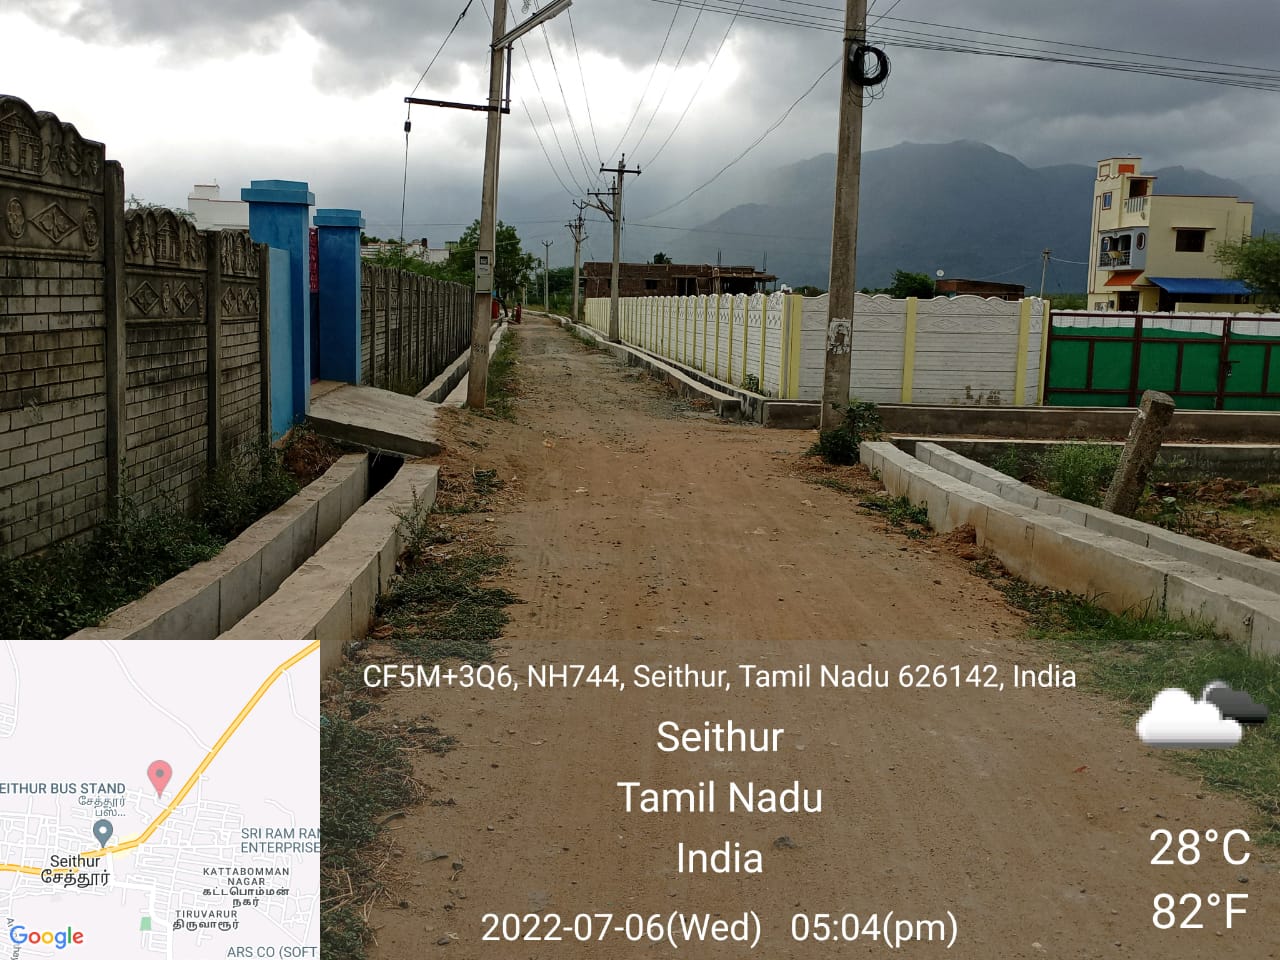 CF5M+3Q6, NH744, Seithur, Tamil Nadu 626142, India
Seithur
Tamil Nadu
India
2022-07-06(Wed) 05:04(pm)
28°C
82°F
EITHUR BUS STAND
சேத்தூர்
பஸ்...
Seithur
சேத்தூர்
SRI RAM RAN
ENTERPRISE
KATTABOMMAN
NAGAR
கட்டபொம்மன்
நகர்
TIRUVARUR
திருவாரூர்
ARS CO (SOFT
Google